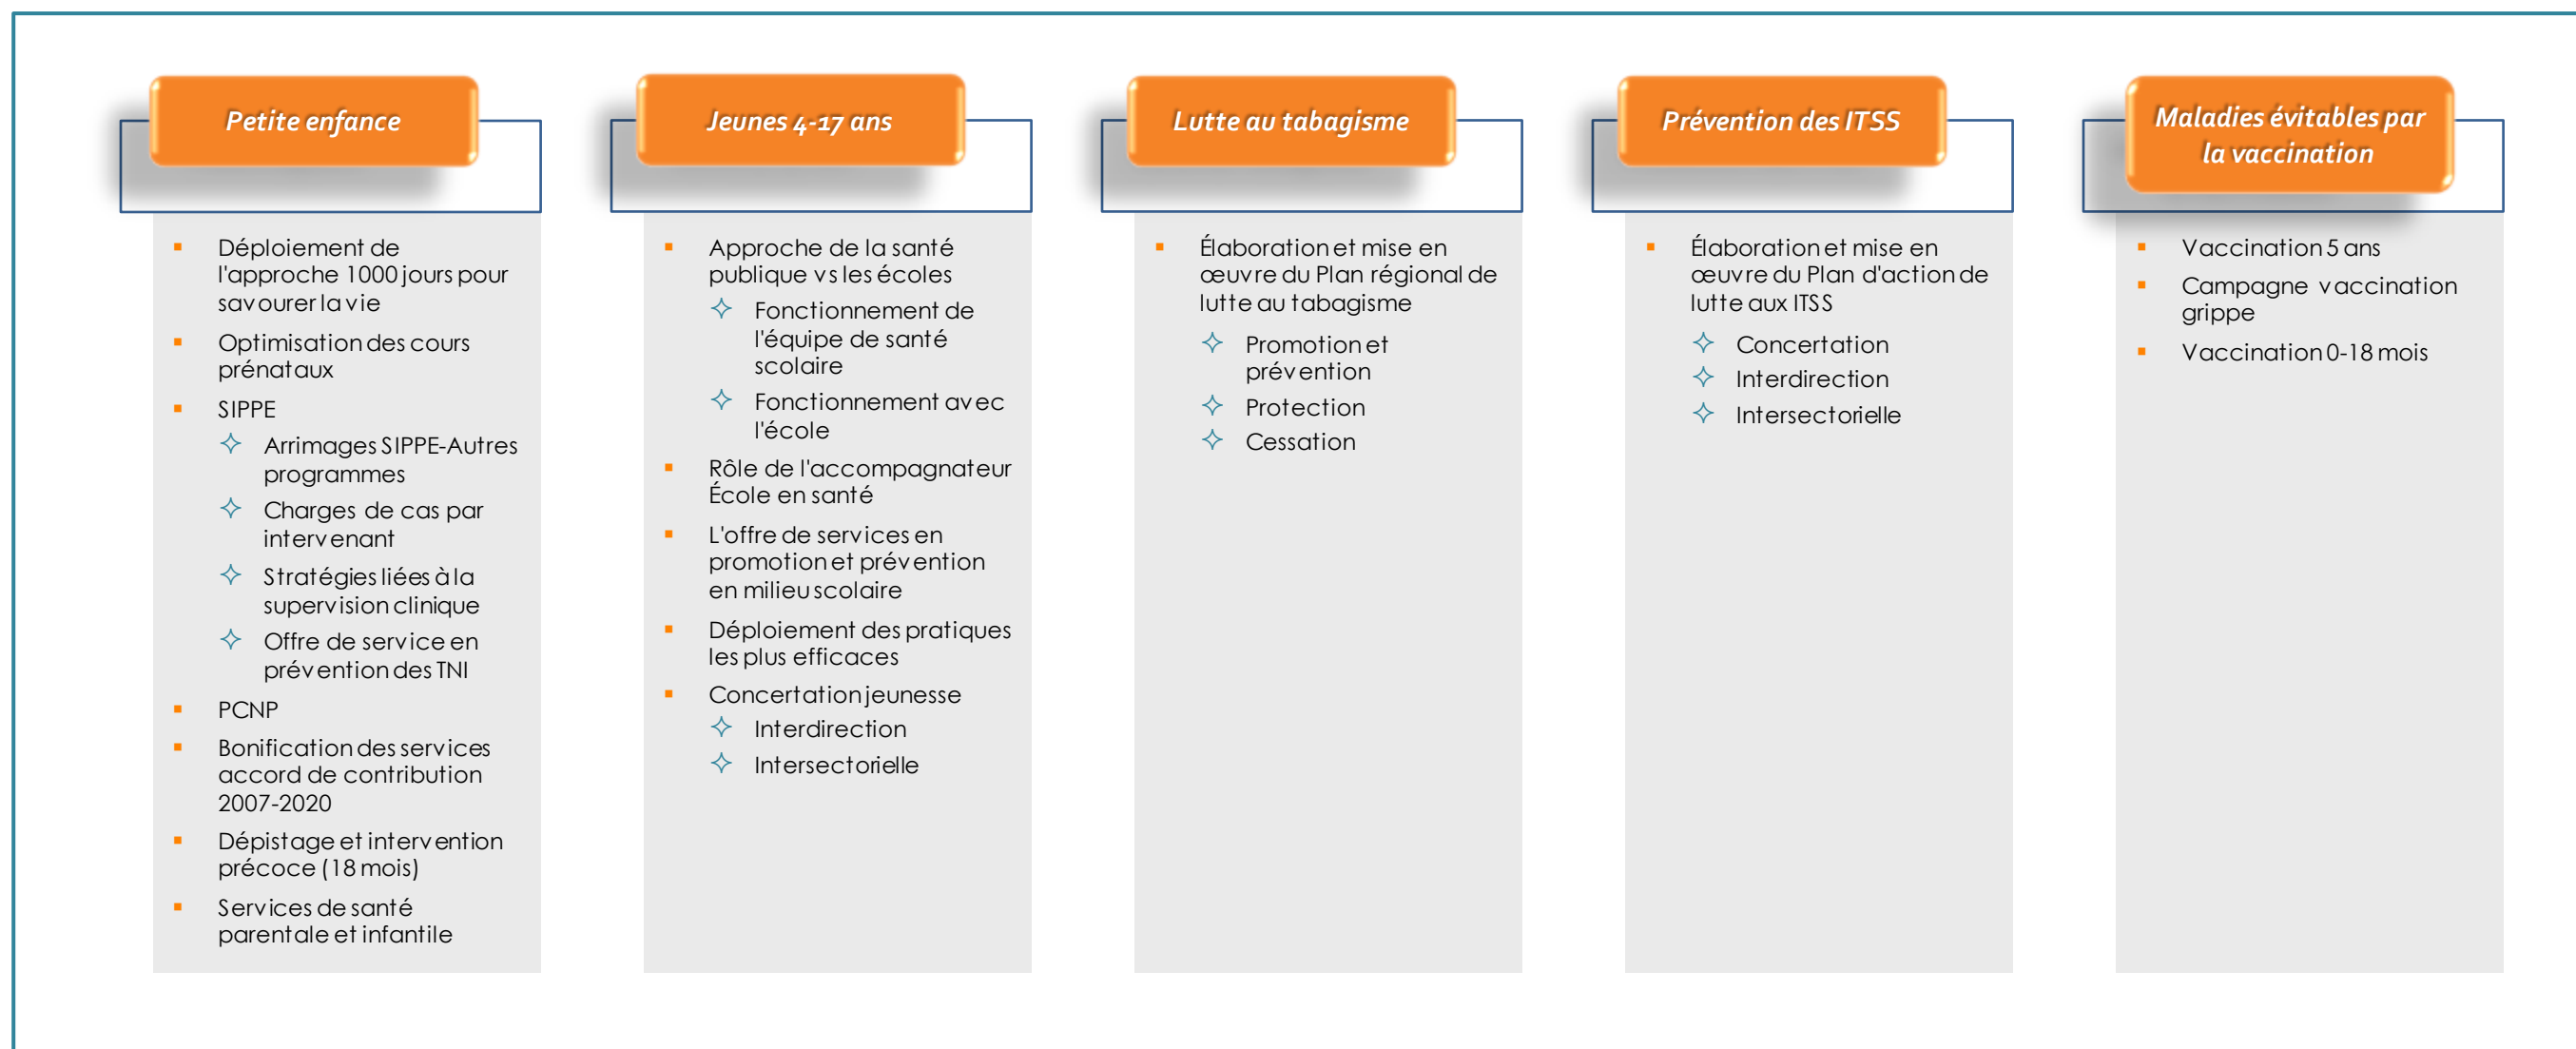 Petite enfance
Déploiement de
l'approche 1000 jours pour
savourer la vie
Optimisation des cours
prénataux
SIPPE
Arrimages SIPPE-Autres
programmes
Charges de cas par
intervenant
Stratégies liées à la
supervision clinique
Offre de service en
prévention des TNI
PCNP
Bonification des services
accord de contribution
2007-2020
Dépistage et intervention
précoce (18 mois)
Services de santé
parentale et infantile
Jeunes 4-17 ans
Approche de la santé
publique vs les écoles
Fonctionnement de
l'équipe de santé
scolaire
Fonctionnement avec
l'école
Rôle de l'accompagnateur
École en santé
L'offre de services en
promotion et prévention
en milieu scolaire
Déploiement des pratiques
les plus efficaces
Concertation jeunesse
Interdirection
Intersectorielle
Lutte au tabagisme
Élaboration et mise en
œuvre du Plan régional de
lutte au tabagisme
Promotion et
prévention
Protection
Cessation
Prévention des ITSS
Élaboration et mise en
œuvre du Plan d'action de
lutte aux ITSS
Concertation
Interdirection
Intersectorielle
Maladies évitables par
la vaccination
Vaccination 5 ans
Campagne vaccination
grippe
Vaccination 0-18 mois